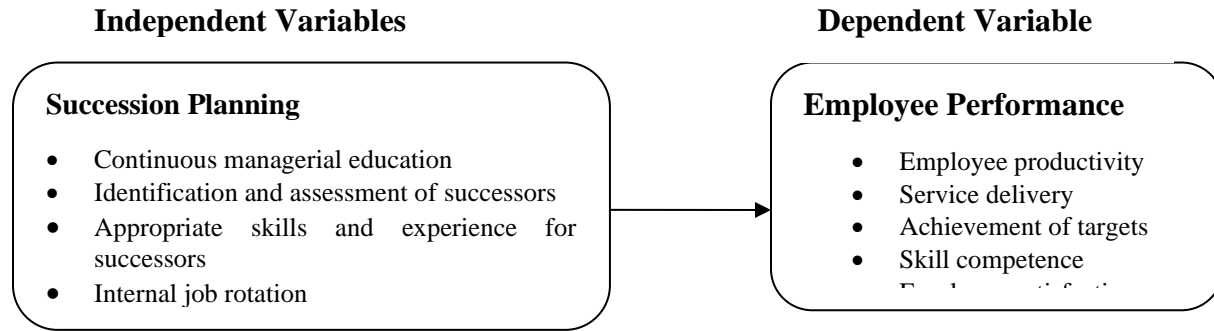 Independent Variables
Dependent Variable
Succession Planning
• Continuous managerial education
• Identification and assessment of successors
• Appropriate skills and experience for
successors
• Internal job rotation
Employee Performance
• Employee productivity
• Service delivery
• Achievement of targets
• Skill competence